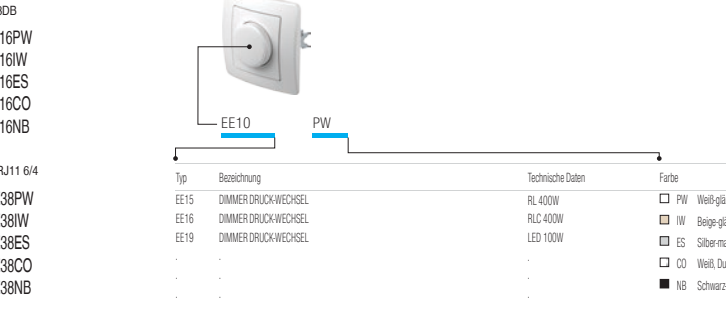 16PW
16IW
16ES
16CO
16NB
RJ11 6/4
38PW
38IW
38ES
38CO
38NB
EE10 PW
Typ Bezeichnung Technische Daten Farbe
EE15 DIMMER DRUCK-WECHSEL RL 400W PW
EE16 DIMMER DRUCK-WECHSEL RLC 400W IW
EE19 DIMMER DRUCK-WECHSEL LED 100W ES
. . . CO Weiß,
. . . NB
. . .